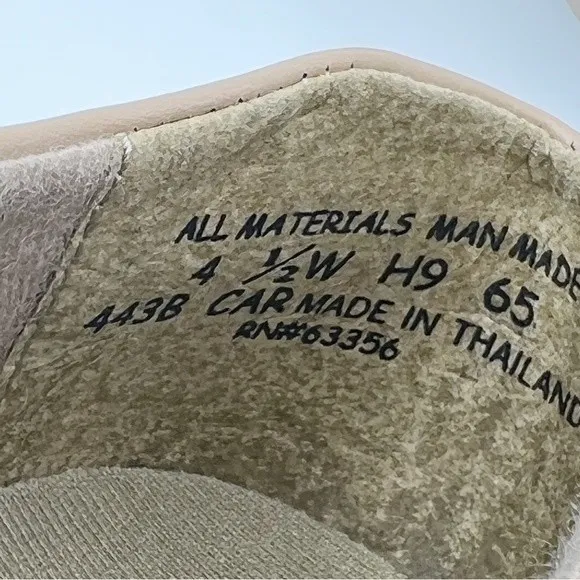 ALL MATERIALS MAN MADE
4 ½W H9 65
443B CAR MADE IN THAILAND
RN#63356